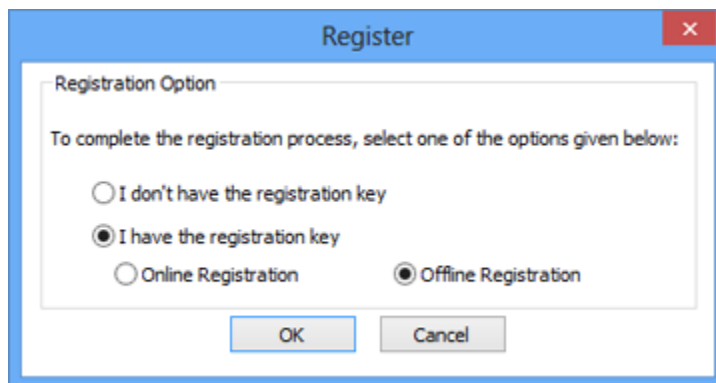 Register
Registration Option
To complete the registration process, select one of the options given below:
I don't have the registration key
I have the registration key
Online Registration Offline Registration
OK Cancel